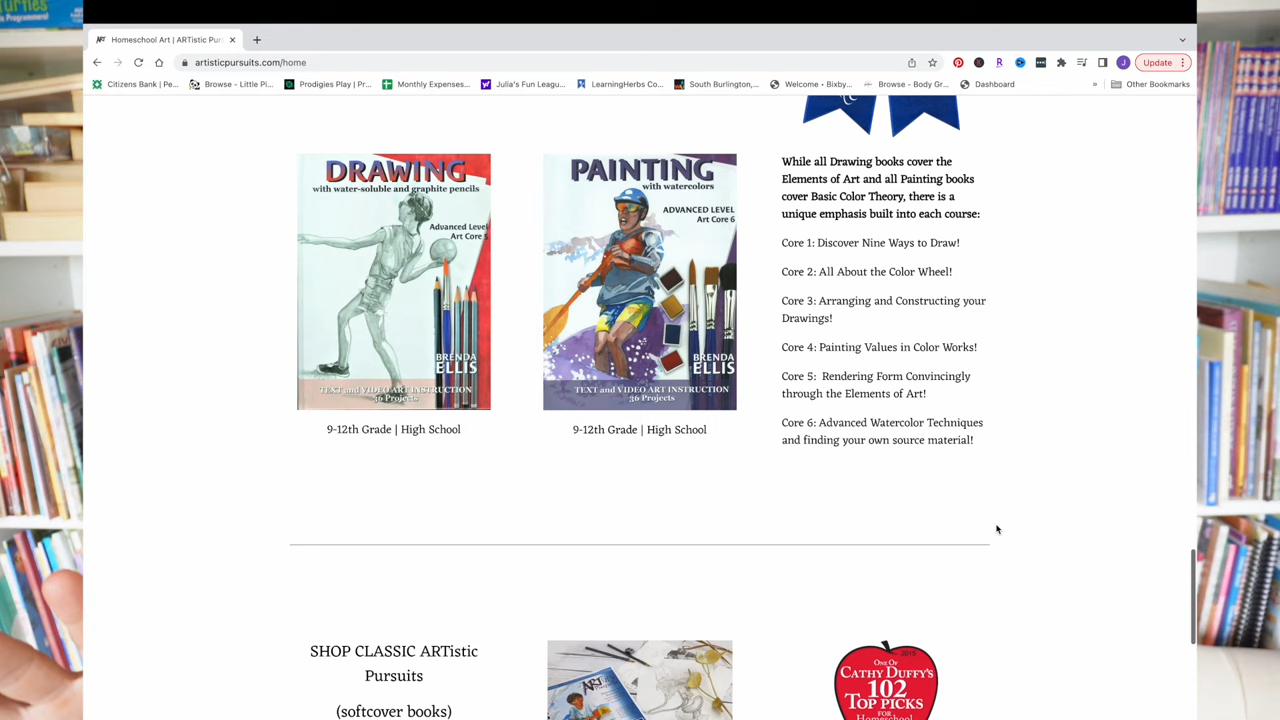 Turtles
Homeschool Art | ARTistic Pur
artisticpursuits.com/home
Update
Citizens Bank | Pe...
Browse - Little Pi...
Prodigies Play | Pr...
Monthly Expenses...
Julia's Fun Leagu...
LearningHerbs Co...
South Burlington,...
Welcome • Bixby...
Browse - Body Gr...
Dashboard
»
Other Bookmarks
DRAWING
with water-soluble and graphite pencils
Advanced Level
Art Core 5
BRENDA
ELLIS
TEXT and VIDEO ART INSTRUCTION
36 Projects
9-12th Grade | High School
PAINTING
with watercolors
ADVANCED LEVEL
Art Core 6
BRENDA
ELLIS
TEXT and VIDEO ART INSTRUCTION
36 Projects
9-12th Grade | High School
While all Drawing books cover the
Elements of Art and all Painting books
cover Basic Color Theory, there is a
unique emphasis built into each course:
Core 1: Discover Nine Ways to Draw!
Core 2: All About the Color Wheel!
Core 3: Arranging and Constructing your
Drawings!
Core 4: Painting Values in Color Works!
Core 5: Rendering Form Convincingly
through the Elements of Art!
Core 6: Advanced Watercolor Techniques
and finding your own source material!
SHOP CLASSIC ARTistic
Pursuits
(softcover books)
ART
2015
ONE OF
CATHY DUFFY'S
102
TOP PICKS
FOR
Homeschool